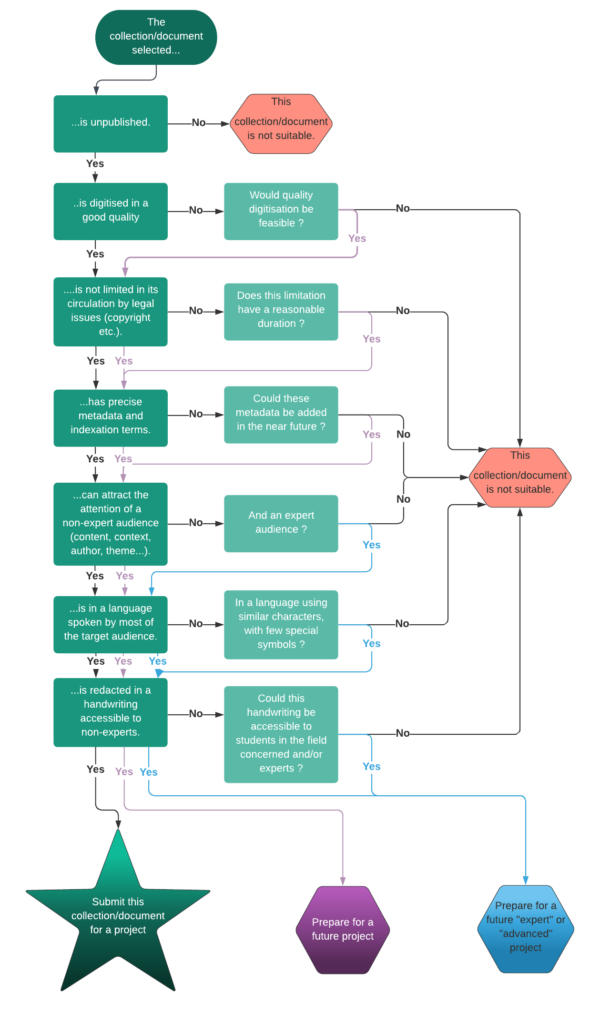 The
collection/document
selected...
...is unpublished.
No
This
collection/document
is not suitable.
Yes
..is digitised in a
good quality
No
Would quality
digitisation be
feasible ?
No
Yes
Yes
....is not limited in its
circulation by legal
issues (copyright
etc.).
No
Does this limitation
have a reasonable
duration ?
No
Yes
Yes
Yes
...has precise
metadata and
indexation terms.
No
Could these
metadata be added
in the near future ?
No
Yes
Yes
Yes
This
collection/document
is not suitable.
...can attract the
attention of a
non-expert audience
(content, context,
author, theme...).
No
And an expert
audience ?
No
Yes
Yes
Yes
...is in a language
spoken by most of
the target audience.
No
In a language using
similar characters,
with few special
symbols ?
No
Yes
Yes
Yes
Yes
...is redacted in a
handwriting
accessible to
non-experts.
No
Could this
handwriting be
accessible to
students in the field
concerned and/or
experts ?
No
Yes
Yes
Yes
Yes
Submit this
collection/document
for a project
Prepare for a
future project
Prepare for a
future "expert" or
"advanced"
project